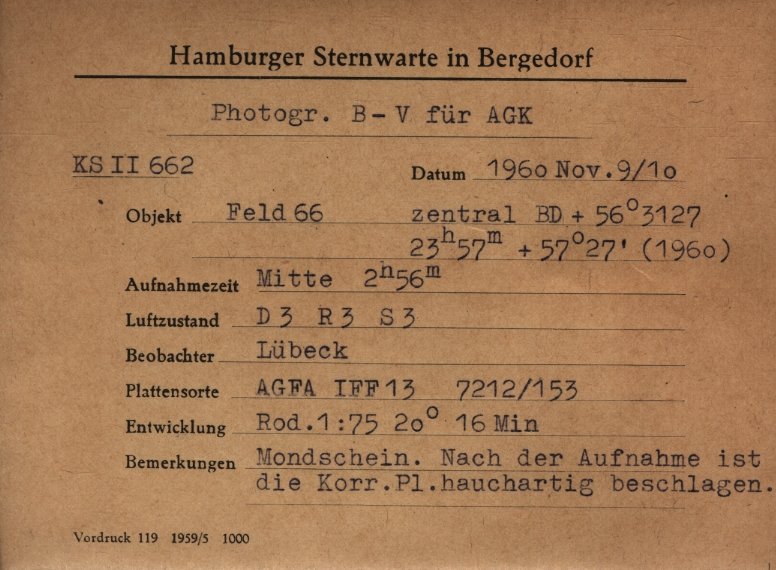 Hamburger Sternwarte in Bergedorf
Photogr. B-V für AGK
KS II 662 Datum 1960 Nov. 9/10
Objekt Feld 66 zentral BD + 56°3127
23ʰ57ᵐ +57°27' (1960)
Aufnahmezeit Mitte 2ʰ56ᵐ
Luftzustand D 3 R 3 S 3
Beobachter Lübeck
Plattensorte AGFA IFF 13 7212/153
Entwicklung Rod. 1:75 20° 16 Min
Bemerkungen Mondschein. Nach der Aufnahme ist
die Korr.Pl.hauchartig beschlagen.
Vordruck 119 1959/5 1000